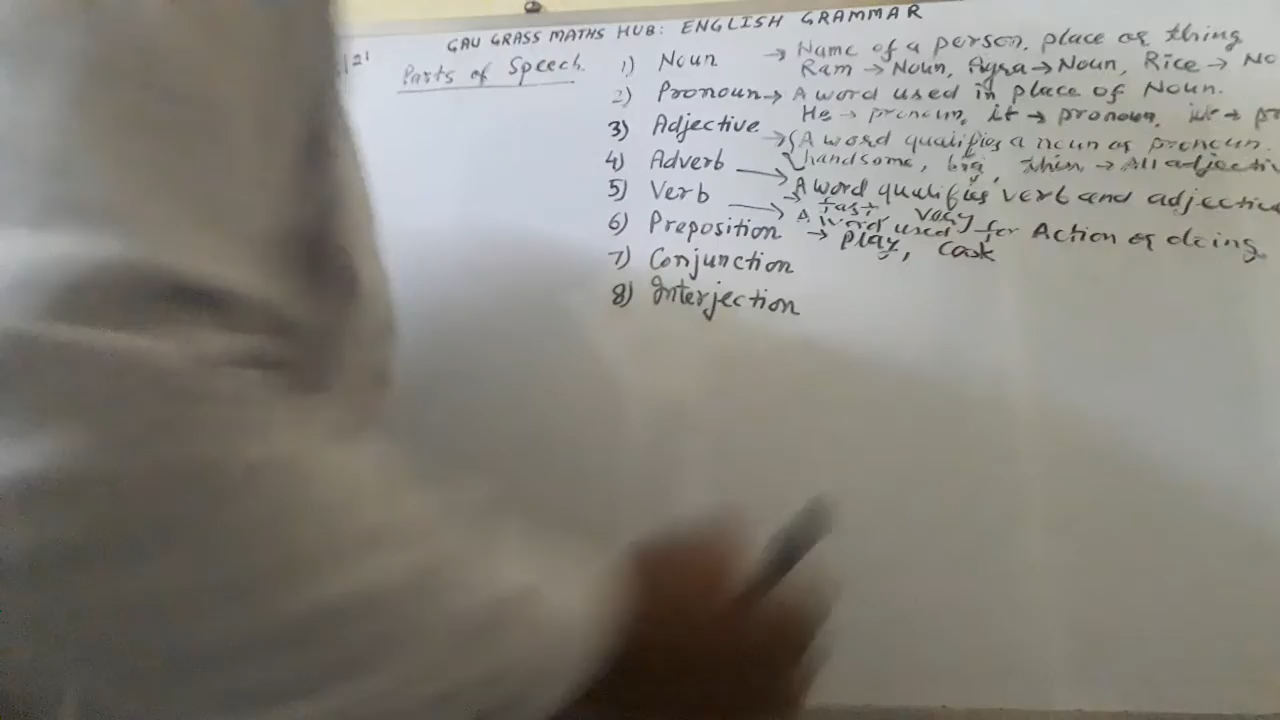 GAU GRASS MATHS HUB: ENGLISH GRAMMAR
Parts of Speech.
1) Noun → Name of a person, place or thing
Ram → Noun, Agra → Noun, Rice → No
2) Pronoun → A word used in place of Noun.
He → pronoun, it → pronoun,
3) Adjective → A word qualifies a noun or pronoun.
handsome, big, thin, → All adjecti
4) Adverb → A word qualifies verb and adjective
→ fast, very
5) Verb → A word used for Action or doing
→ play, cook
6) Preposition
7) Conjunction
8) Interjection